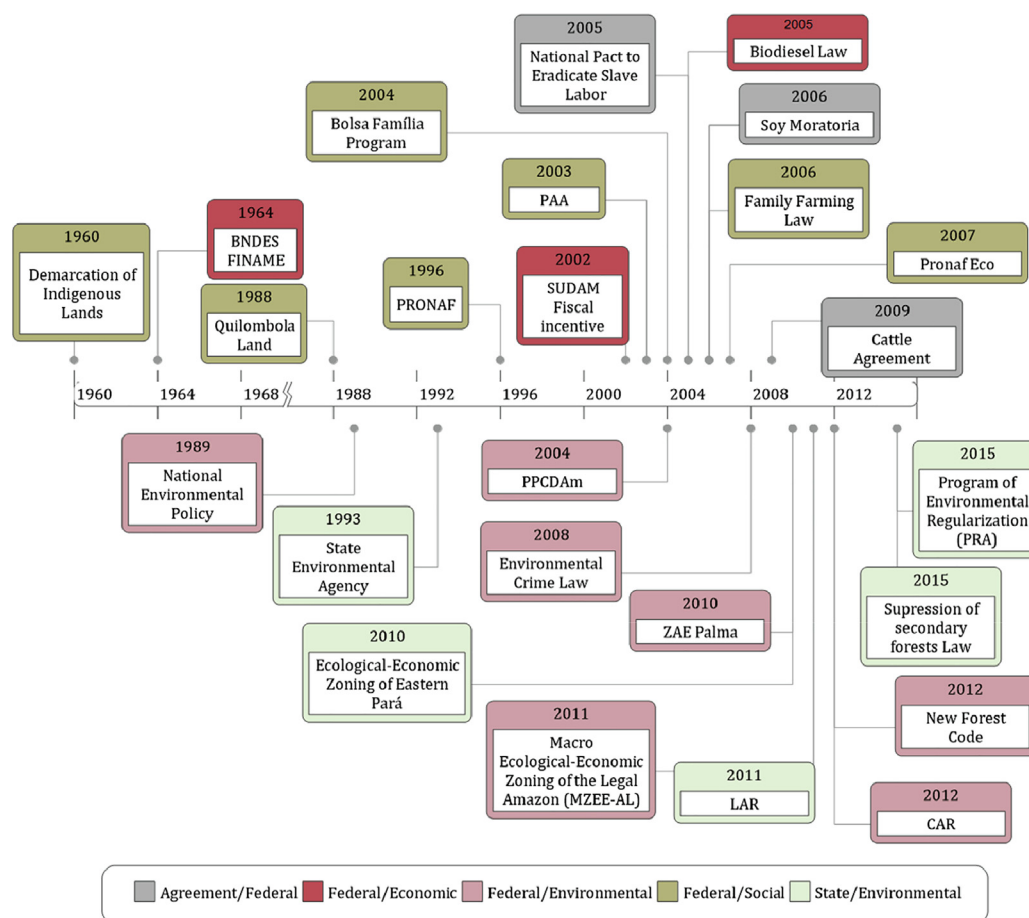 2005
National Pact to
Eradicate Slave
Labor
2005
Biodiesel Law
2004
Bolsa Família
Program
2006
Soy Moratoria
2003
PAA
2006
Family Farming
Law
1960
Demarcation of
Indigenous
Lands
1964
BNDES
FINAME
1988
Quilombola
Land
1996
PRONAF
2002
SUDAM
Fiscal
incentive
2007
Pronaf Eco
2009
Cattle
Agreement
1960 1964 1968 1988 1992 1996 2000 2004 2008 2012
1989
National
Environmental
Policy
1993
State
Environmental
Agency
2004
PPCDAm
2008
Environmental
Crime Law
2015
Program of
Environmental
Regularization
(PRA)
2015
Supression of
secondary
forests Law
2010
ZAE Palma
2010
Ecological-Economic
Zoning of Eastern
Pará
2011
Macro
Ecological-Economic
Zoning of the Legal
Amazon (MZEE-AL)
2011
LAR
2012
New Forest
Code
2012
CAR
Agreement/Federal Federal/Economic Federal/Environmental Federal/Social State/Environmental